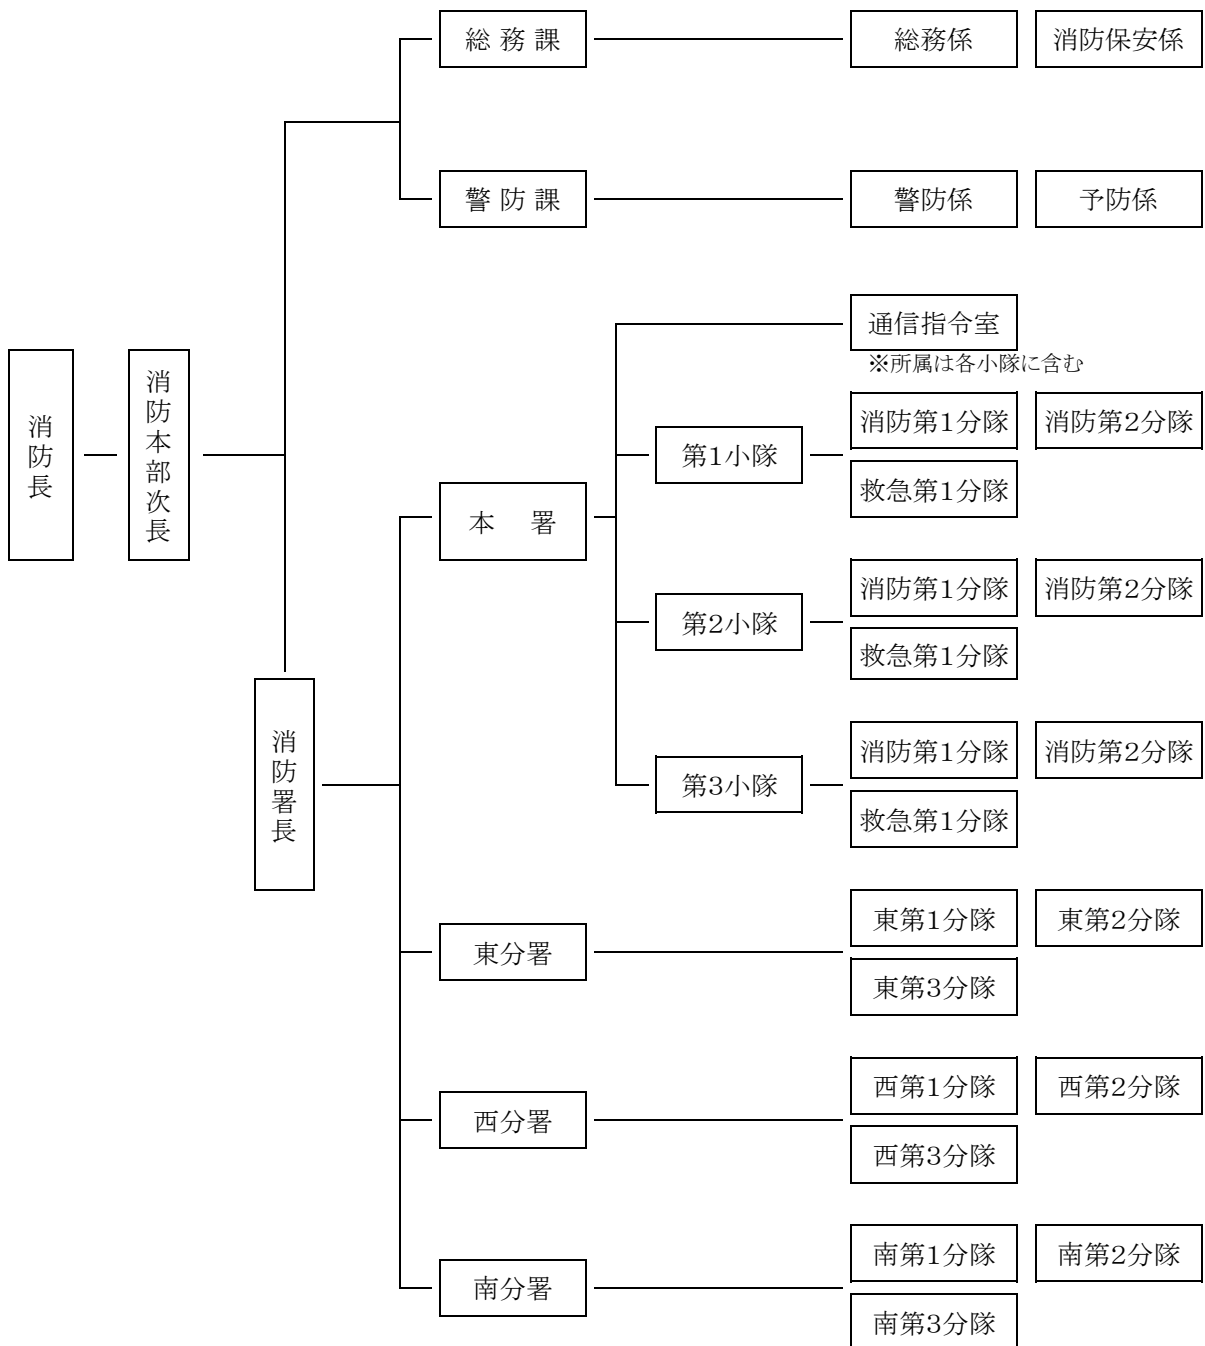 総務課
総務係
消防保安係
警防課
警防係
予防係
通信指令室
※所属は各小隊に含む
消防長
消防本部次長
消防第1分隊
消防第2分隊
第1小隊
救急第1分隊
本 署
消防第1分隊
消防第2分隊
第2小隊
救急第1分隊
消防署長
消防第1分隊
消防第2分隊
第3小隊
救急第1分隊
東第1分隊
東第2分隊
東分署
東第3分隊
西第1分隊
西第2分隊
西分署
西第3分隊
南第1分隊
南第2分隊
南分署
南第3分隊